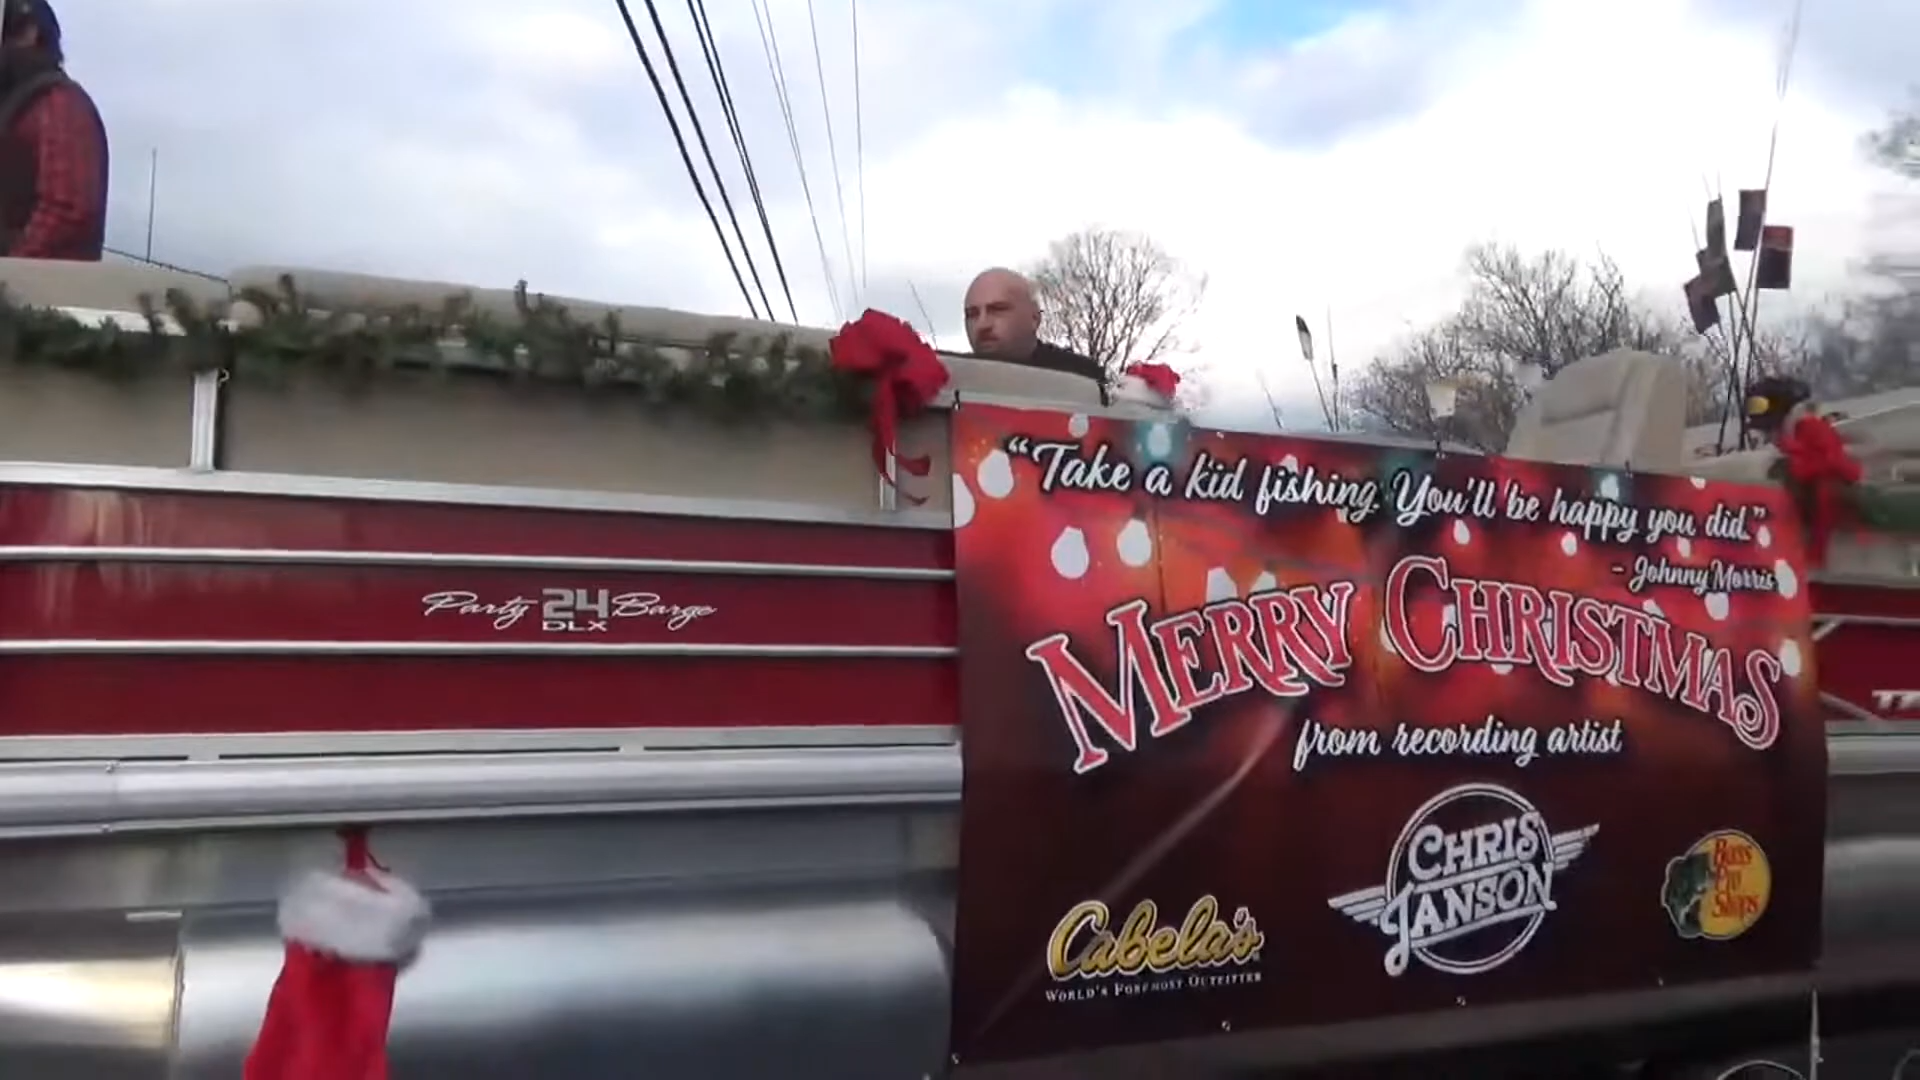 "Take a kid fishing. You'll be happy you did."
- Johnny Morris
MERRY CHRISTMAS
from recording artist
CHRIS
JANSON
Cabela's
WORLD'S FOREMOST OUTFITTER
Bass
Pro
Shops
Party 24 Barge
DLX